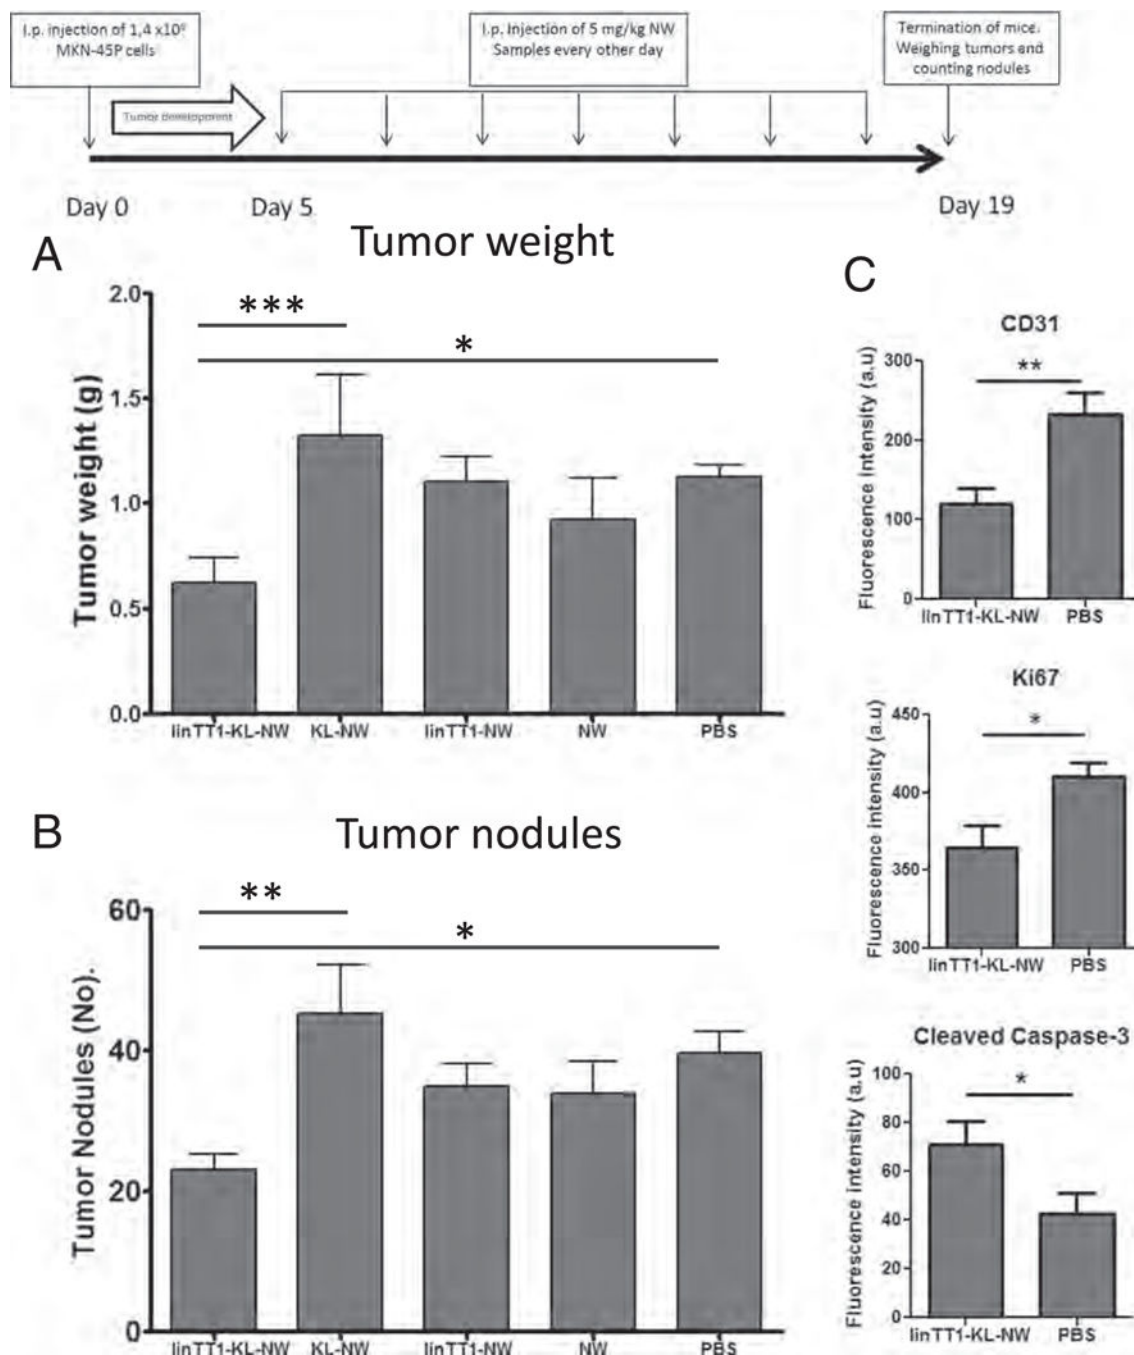 I.p. injection of 1,4 x10⁶
MKN-45P cells
I.p. Injection of 5 mg/kg NW
Samples every other day
Termination of mice.
Weighing tumors and
counting nodules
Tumor development
Day 0
Day 5
Day 19
A
Tumor weight
Tumor weight (g)
2.0
1.5
1.0
0.5
0.0
***
*
linTT1-KL-NW
KL-NW
linTT1-NW
NW
PBS
B
Tumor nodules
Tumor Nodules (No).
60
40
20
0
**
*
linTT1-KL-NW
KL-NW
linTT1-NW
NW
PBS
C
CD31
Fluorescence intensity (a,u)
300
200
100
0
**
linTT1-KL-NW
PBS
Ki67
Fluorescence intensity (a.u)
450
400
350
300
*
linTT1-KL-NW
PBS
Cleaved Caspase-3
Fluorescence intensity (a,u)
100
80
60
40
20
0
*
linTT1-KL-NW
PBS